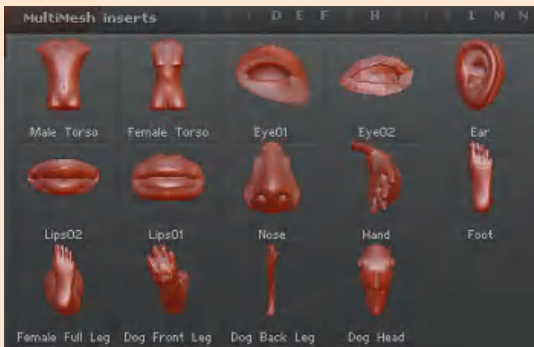 MultiMesh inserts D E F H I M N
Male Torso Female Torso Eye01 Eye02 Ear
Lips02 Lips01 Nose Hand Foot
Female Full Leg Dog Front Leg Dog Back Leg Dog Head